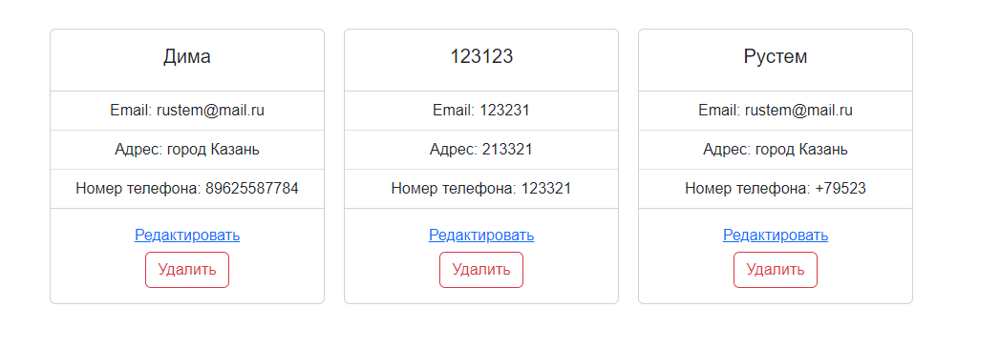 Дима
Email: rustem@mail.ru
Адрес: город Казань
Номер телефона: 89625587784
Редактировать
Удалить
123123
Email: 123231
Адрес: 213321
Номер телефона: 123321
Редактировать
Удалить
Рустем
Email: rustem@mail.ru
Адрес: город Казань
Номер телефона: +79523
Редактировать
Удалить